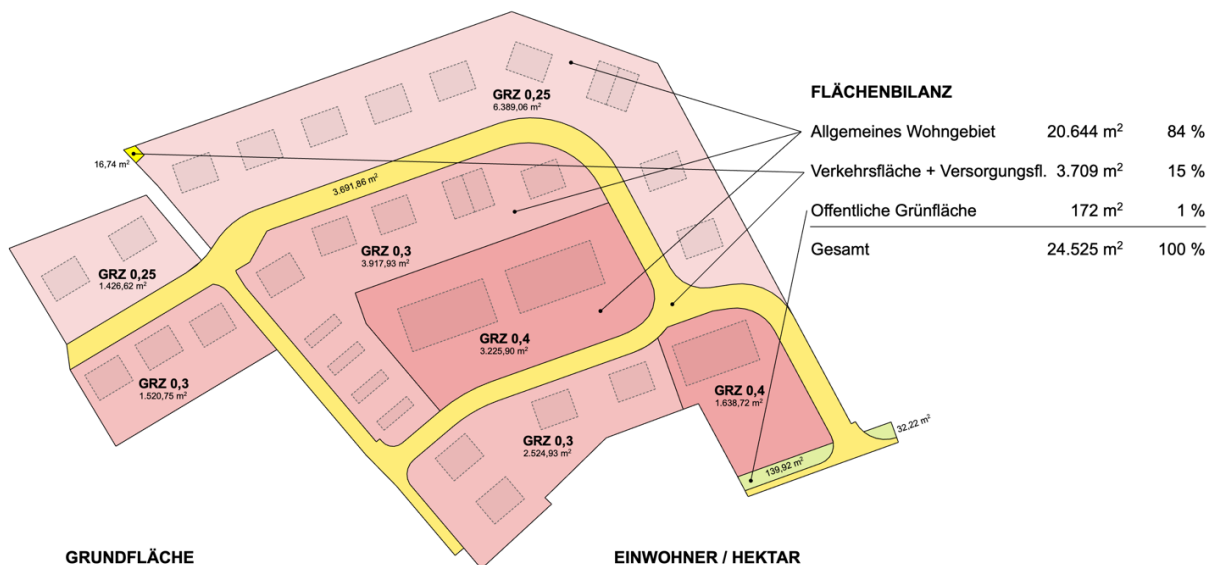 GRZ 0,25
6.389,06 m²
16,74 m²
3.691,86 m²
GRZ 0,25
1.426,62 m²
GRZ 0,3
3.917,93 m²
GRZ 0,4
3.225,90 m²
GRZ 0,3
1.520,75 m²
GRZ 0,4
1.638,72 m²
GRZ 0,3
2.524,93 m²
32,22 m²
139,92 m²
FLÄCHENBILANZ
Allgemeines Wohngebiet 20.644 m² 84 %
Verkehrsfläche + Versorgungsfl. 3.709 m² 15 %
Offentliche Grünfläche 172 m² 1 %
Gesamt 24.525 m² 100 %
GRUNDFLÄCHE
EINWOHNER / HEKTAR